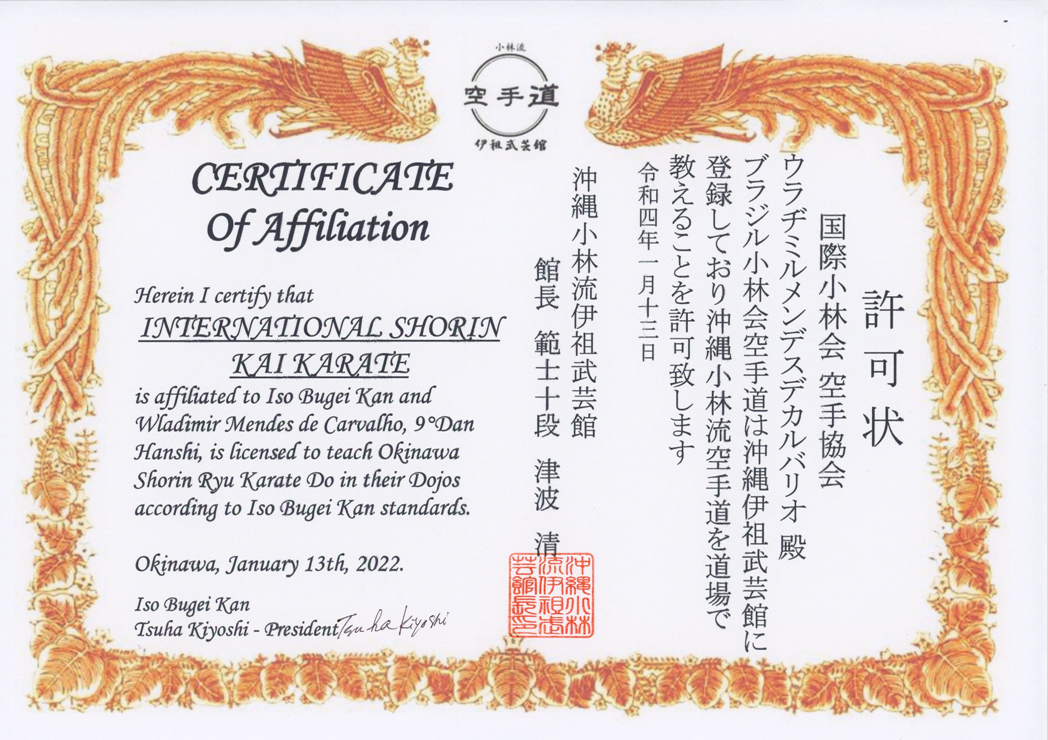 小林流
空手道
伊祖武芸館
CERTIFICATE
Of Affiliation
Herein I certify that
INTERNATIONAL SHORIN
KAI KARATE
is affiliated to Iso Bugei Kan and
Wladimir Mendes de Carvalho, 9°Dan
Hanshi, is licensed to teach Okinawa
Shorin Ryu Karate Do in their Dojos
according to Iso Bugei Kan standards.
Okinawa, January 13th, 2022.
Iso Bugei Kan
Tsuha Kiyoshi - President Tsuha Kiyoshi
許可状
国際小林会 空手協会
ウラヂミルメンデスデカルバリオ 殿
ブラジル小林会空手道は沖縄伊祖武芸館に
登録しており沖縄小林流空手道を道場で
教えることを許可致します
令和四年一月十三日
沖縄小林流伊祖武芸館
館長 範士十段 津波 清
沖縄小林
流伊祖武
芸館長印